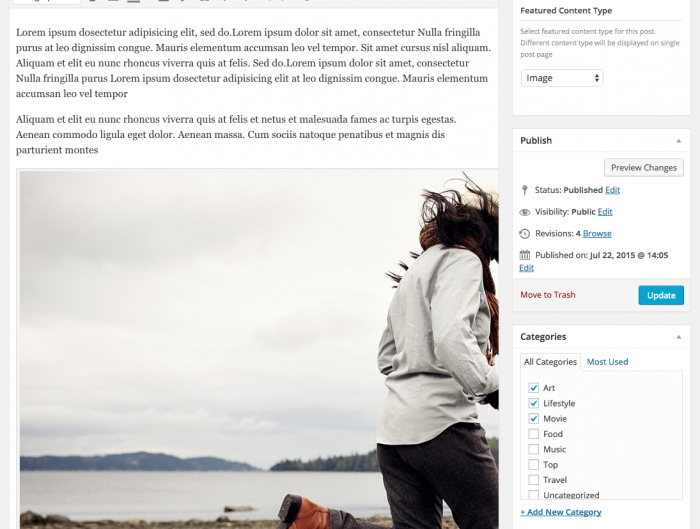 Lorem ipsum dosectetur adipisicing elit, sed do.Lorem ipsum dolor sit amet, consectetur Nulla fringilla
purus at leo dignissim congue. Mauris elementum accumsan leo vel tempor. Sit amet cursus nisl aliquam.
Aliquam et elit eu nunc rhoncus viverra quis at felis. Sed do.Lorem ipsum dolor sit amet, consectetur
Nulla fringilla purus Lorem ipsum dosectetur adipisicing elit at leo dignissim congue. Mauris elementum
accumsan leo vel tempor
Aliquam et elit eu nunc rhoncus viverra quis at felis et netus et malesuada fames ac turpis egestas.
Aenean commodo ligula eget dolor. Aenean massa. Cum sociis natoque penatibus et magnis dis
parturient montes
Featured Content Type
Select featured content type for this post.
Different content type will be displayed on single
post page
Image
Publish
Preview Changes
Status: Published Edit
Visibility: Public Edit
Revisions: 4 Browse
Published on: Jul 22, 2015 @ 14:05
Edit
Move to Trash
Update
Categories
All Categories Most Used
Art
Lifestyle
Movie
Food
Music
Top
Travel
Uncategorized
+ Add New Category